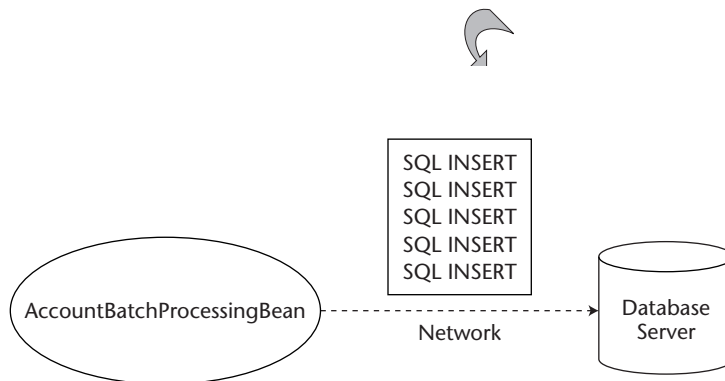 SQL INSERT
SQL INSERT
SQL INSERT
SQL INSERT
SQL INSERT
AccountBatchProcessingBean
Network
Database
Server